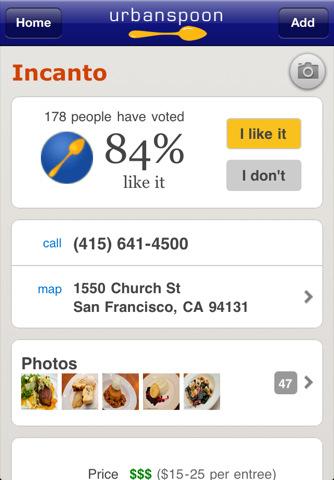 Home
urbanspoon
Add
Incanto
178 people have voted
84%
like it
I like it
I don't
call (415) 641-4500
map 1550 Church St
San Francisco, CA 94131
Photos
47
Price $$$ ($15-25 per entree)